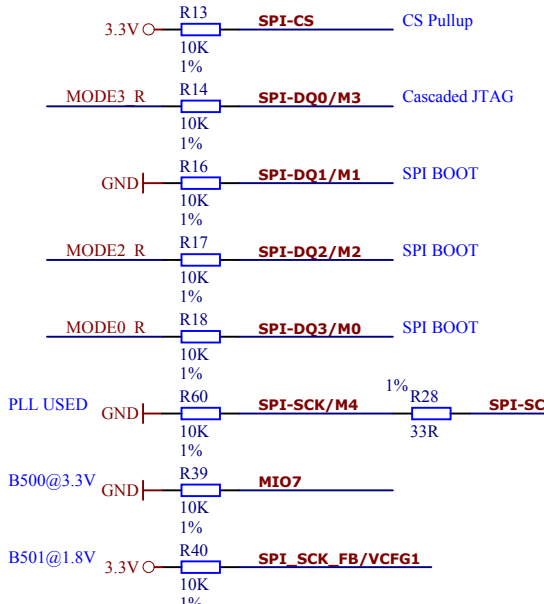 R13
3.3V
SPI-CS
CS Pullup
10K
1%
MODE3_R
R14
SPI-DQ0/M3
Cascaded JTAG
10K
1%
R16
GND
SPI-DQ1/M1
SPI BOOT
10K
1%
MODE2_R
R17
SPI-DQ2/M2
SPI BOOT
10K
1%
MODE0_R
R18
SPI-DQ3/M0
SPI BOOT
10K
1%
PLL USED
GND
R60
SPI-SCK/M4
1%
R28
SPI-SC
10K
33R
1%
B500@3.3V
GND
R39
MIO7
10K
1%
B501@1.8V
3.3V
R40
SPI_SCK_FB/VCFG1
10K
1%